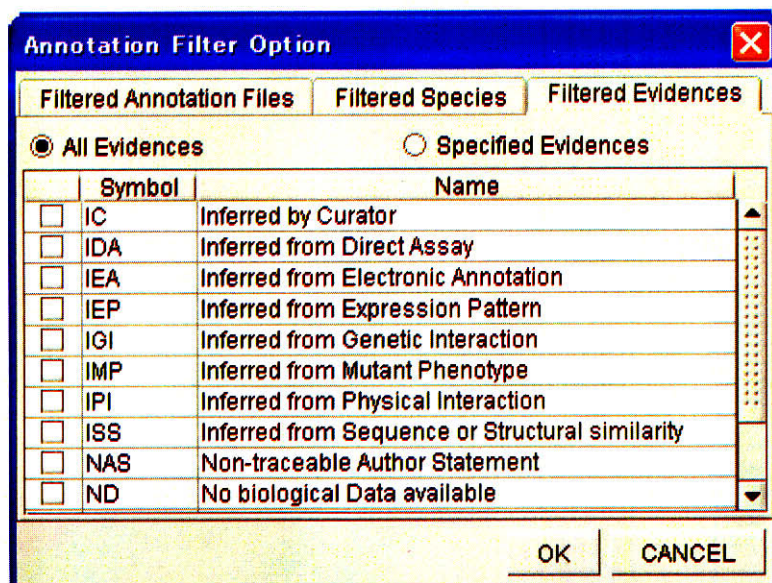 Annotation Filter Option
Filtered Annotation Files Filtered Species Filtered Evidences
All Evidences Specified Evidences
Symbol Name
IC Inferred by Curator
IDA Inferred from Direct Assay
IEA Inferred from Electronic Annotation
IEP Inferred from Expression Pattern
IGI Inferred from Genetic Interaction
IMP Inferred from Mutant Phenotype
IPI Inferred from Physical Interaction
ISS Inferred from Sequence or Structural similarity
NAS Non-traceable Author Statement
ND No biological Data available
OK CANCEL